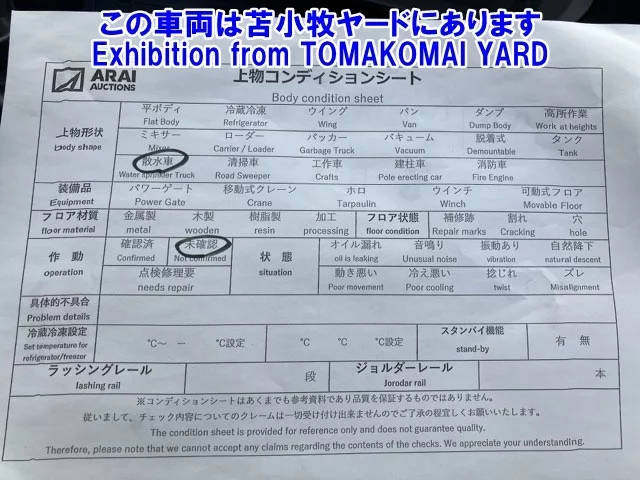 この車両は苫小牧ヤードにあります
Exhibition from TOMAKOMAI YARD
ARAI
AUCTIONS
上物コンディションシート
Body condition sheet
上物形状
body shape
平ボディ 冷蔵冷凍 ウイング バン ダンプ 高所作業
Flat Body Refrigerator Wing Van Dump Body Work at heights
ミキサー ローダー パッカー バキューム 脱着式 タンク
Mixer Carrier / Loader Garbage Truck Vacuum Demountable Tank
散水車 清掃車 工作車 建柱車 消防車
Water sprinkler Truck Road Sweeper Crafts Pole erecting car Fire Engine
装備品 パワーゲート 移動式クレーン ホロ ウインチ 可動式フロア
Equipment Power Gate Crane Tarpaulin Winch Movable Floor
フロア材質 金属製 木製 樹脂製 加工 フロア状態 補修跡 割れ 穴
floor material metal wooden resin processing floor condition Repair marks Cracking hole
作動 確認済 未確認 状態 オイル漏れ 音鳴り 振動あり 自然降下
operation Confirmed Not confirmed situation oil is leaking Unusual noise vibration natural descent
点検修理要 動き悪い 冷え悪い 捻じれ ズレ
needs repair Poor movement Poor cooling twist Misalignment
具体的不具合
Problem details
冷蔵冷凍設定 ℃〜 ー ℃設定 ℃ ℃ ℃設定 スタンバイ機能 有 無
Set temperature for refrigerator/freezer stand-by
ラッシングレール 段 ジョルダーレール 本
lashing rail Jorodar rail
※コンディションシートはあくまでも参考資料であり品質を保証するものではありません。
従いまして、チェック内容についてのクレームは一切受け付け出来ませんのでご了承の程宜しくお願いいたします。
The condition sheet is provided for reference only and does not guarantee quality.
Therefore, please note that we cannot accept any claims regarding the contents of the checks. We appreciate your understanding.